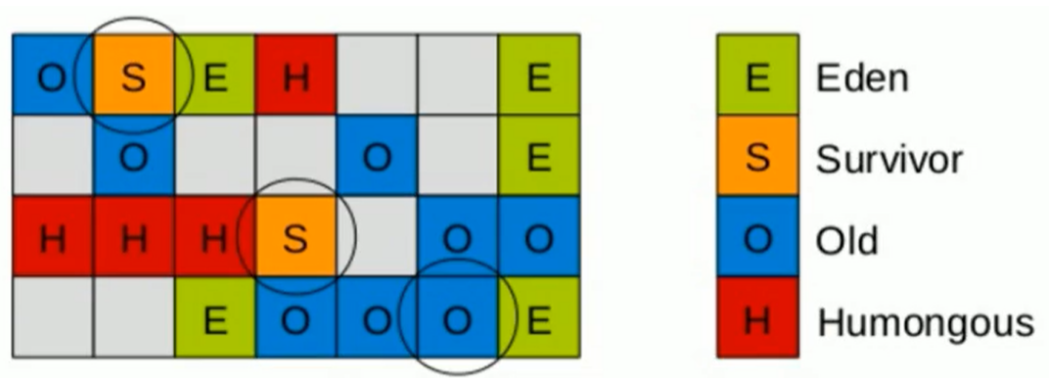 O S E H E
O O E
H H H S O O
E O O O E
E Eden
S Survivor
O Old
H Humongous